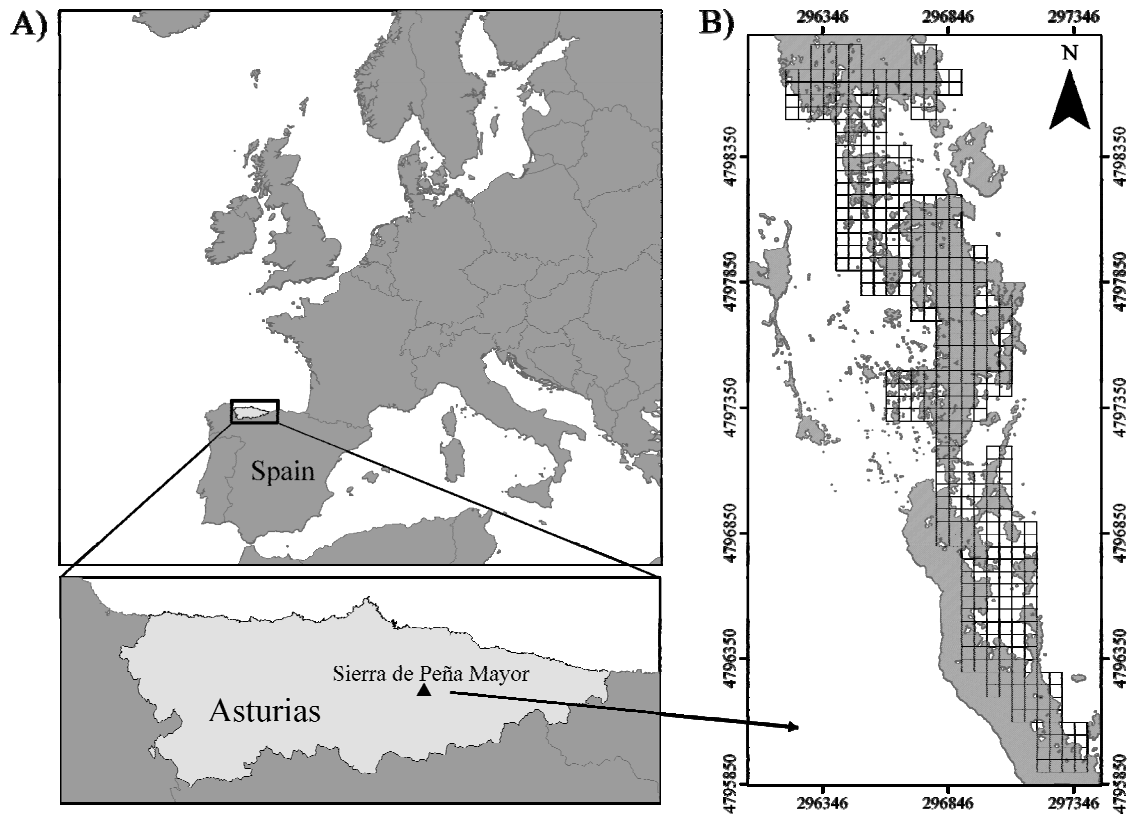 A)
Spain
Sierra de Peña Mayor
Asturias
B)
296346 296846 297346
N
4798350 4798350
4797850 4797850
4797350 4797350
4796850 4796850
4796350 4796350
4795850 4795850
296346 296846 297346